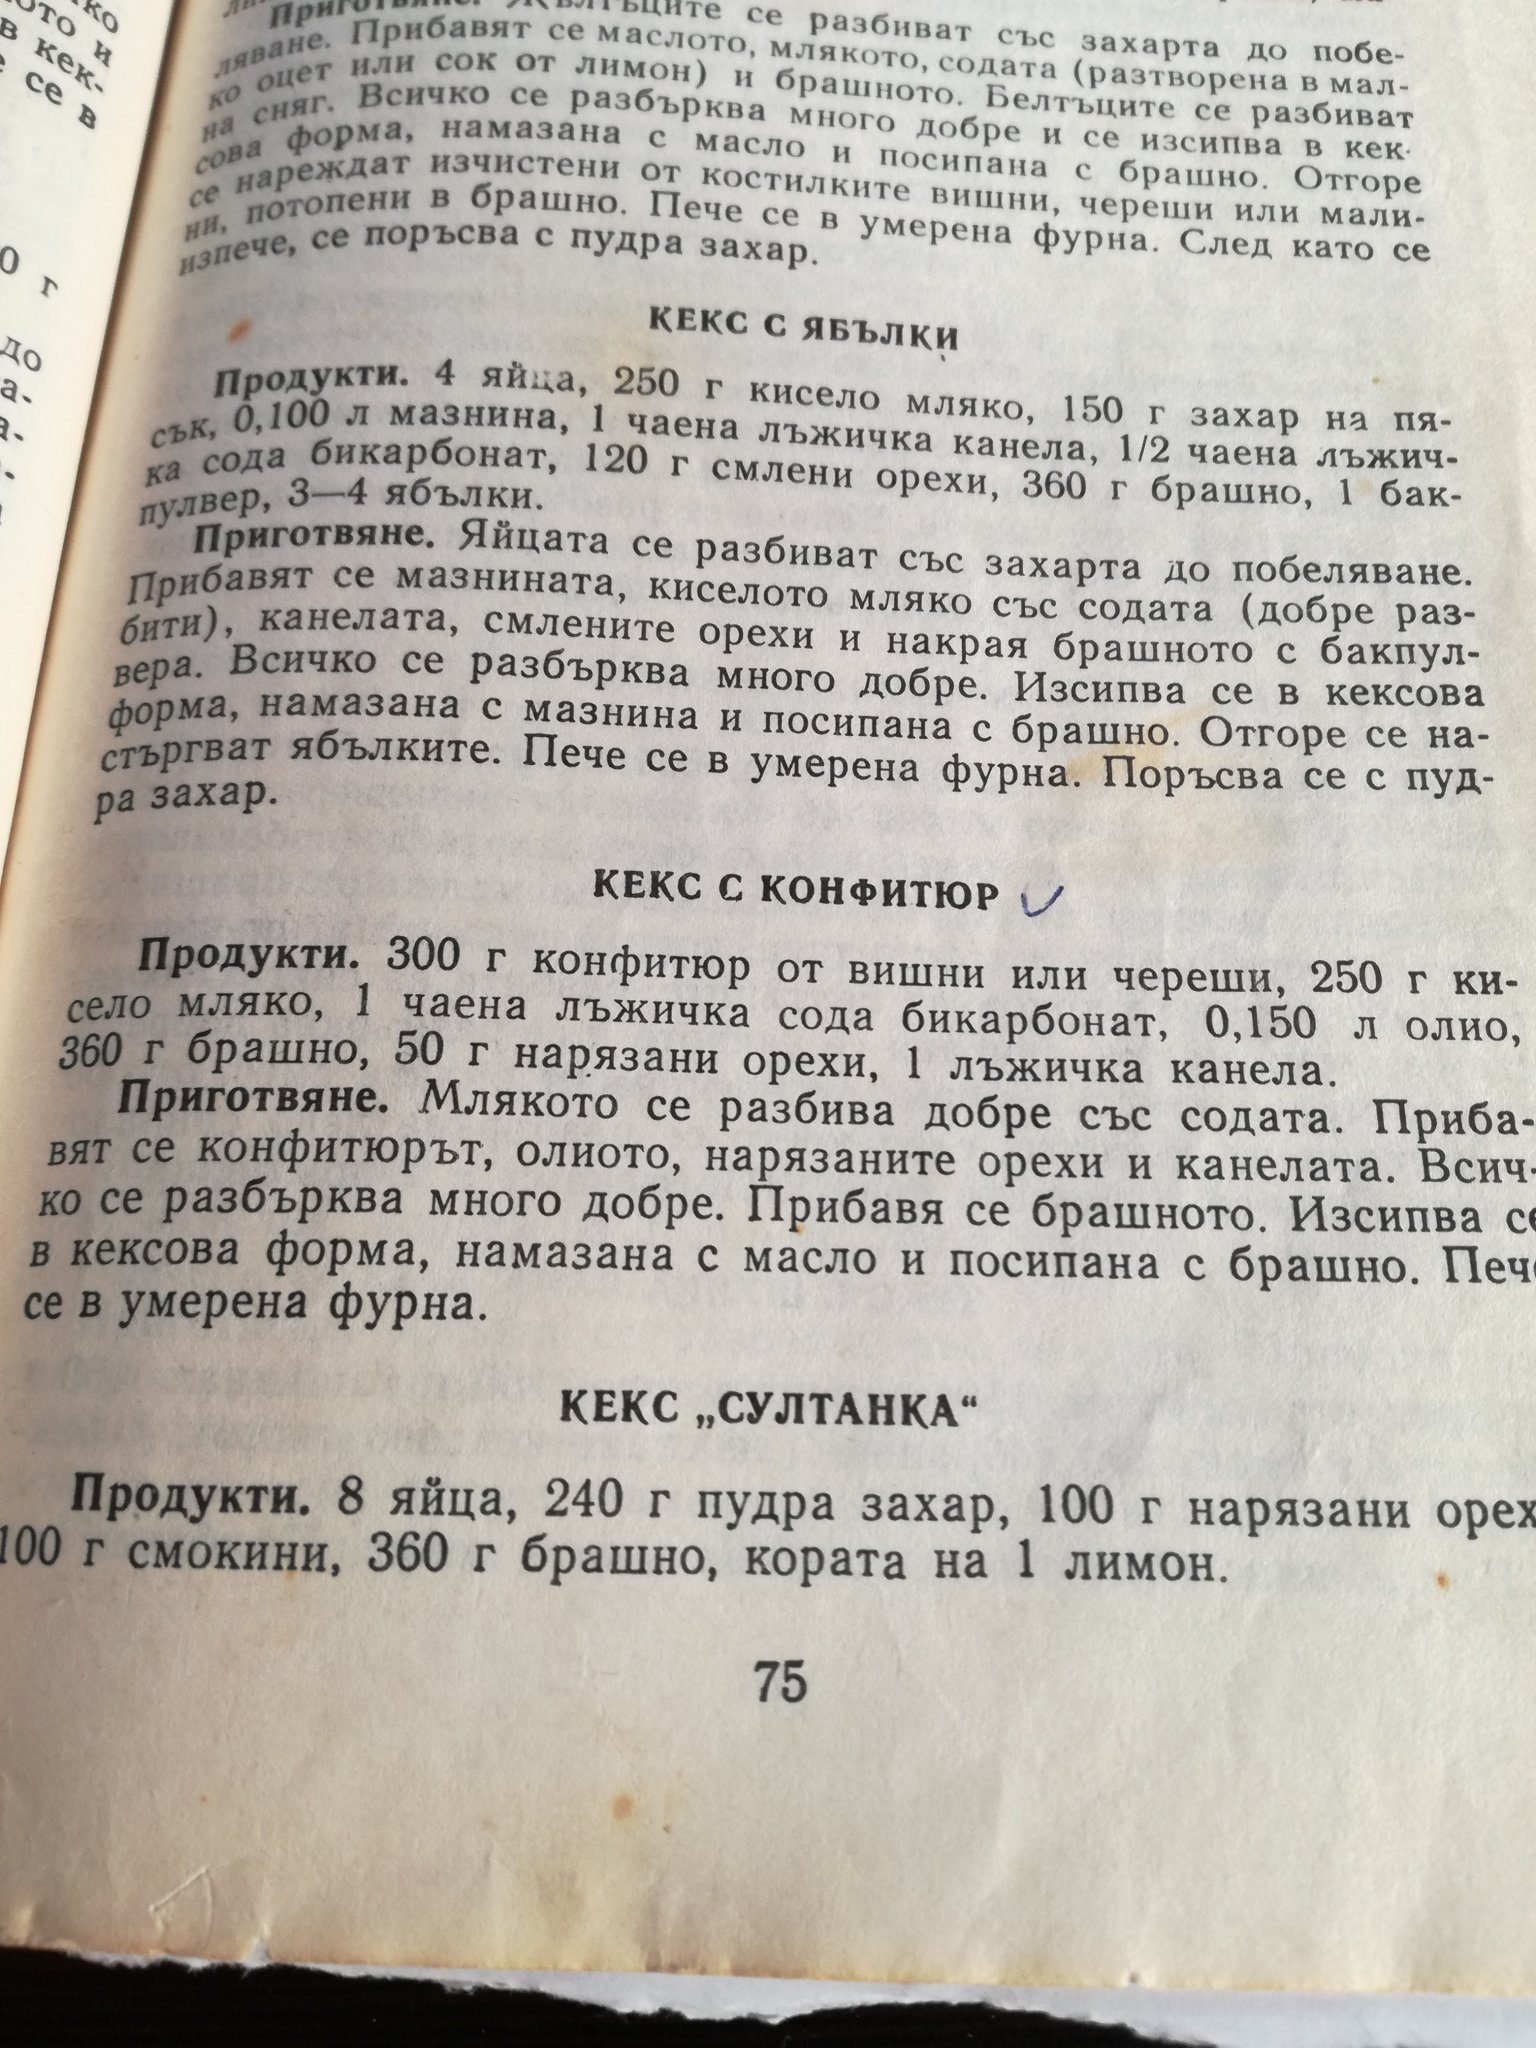 ко
ото и
в кек-
е се в
0 г
до
а-
а-
Приготвяне. Жълтъците се разбиват със захарта до побе-
ляване. Прибавят се маслото, млякото, содата (разтворена в мал-
ко оцет или сок от лимон) и брашното. Белтъците се разбиват
на сняг. Всичко се разбърква много добре и се изсипва в кек-
сова форма, намазана с масло и посипана с брашно. Отгоре
се нареждат изчистени от костилките вишни, череши или мали-
ни, потопени в брашно. Пече се в умерена фурна. След като се
изпече, се поръсва с пудра захар.
КЕКС С ЯБЪЛКИ
Продукти. 4 яйца, 250 г кисело мляко, 150 г захар на пя-
сък, 0,100 л мазнина, 1 чаена лъжичка канела, 1/2 чаена лъжич-
ка сода бикарбонат, 120 г смлени орехи, 360 г брашно, 1 бак-
пулвер, 3—4 ябълки.
Приготвяне. Яйцата се разбиват със захарта до побеляване.
Прибавят се мазнината, киселото мляко със содата (добре раз-
бити), канелата, смлените орехи и накрая брашното с бакпул-
вера. Всичко се разбърква много добре. Изсипва се в кексова
форма, намазана с мазнина и посипана с брашно. Отгоре се на-
стъргват ябълките. Пече се в умерена фурна. Поръсва се с пуд-
ра захар.
КЕКС С КОНФИТЮР
Продукти. 300 г конфитюр от вишни или череши, 250 г ки-
село мляко, 1 чаена лъжичка сода бикарбонат, 0,150 л олио,
360 г брашно, 50 г нарязани орехи, 1 лъжичка канела.
Приготвяне. Млякото се разбива добре със содата. Приба-
вят се конфитюрът, олиото, нарязаните орехи и канелата. Всич-
ко се разбърква много добре. Прибавя се брашното. Изсипва се
в кексова форма, намазана с масло и посипана с брашно. Пече
се в умерена фурна.
КЕКС „СУЛТАНКА“
Продукти. 8 яйца, 240 г пудра захар, 100 г нарязани орех
100 г смокини, 360 г брашно, кората на 1 лимон.
75